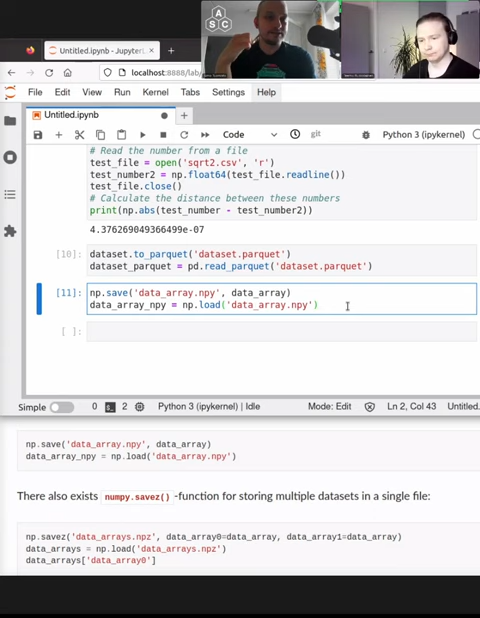 Untitled.ipynb - JupyterL
A
S C
localhost:8888/lab/
File Edit View Run Kernel Tabs Settings Help
Untitled.ipynb
Code
git
Python 3 (ipykernel)
# Read the number from a file
test_file = open('sqrt2.csv', 'r')
test_number2 = np.float64(test_file.readline())
test_file.close()
# Calculate the distance between these numbers
print(np.abs(test_number - test_number2))
4.376269049366499e-07
[10]: dataset.to_parquet('dataset.parquet')
dataset_parquet = pd.read_parquet('dataset.parquet')
[11]: np.save('data_array.npy', data_array)
data_array_npy = np.load('data_array.npy')
[ ]:
Simple 0 2 Python 3 (ipykernel) | Idle Mode: Edit Ln 2, Col 43 Untitled.
np.save('data_array.npy', data_array)
data_array_npy = np.load('data_array.npy')
There also exists numpy.savez() -function for storing multiple datasets in a single file:
np.savez('data_arrays.npz', data_array0=data_array, data_array1=data_array)
data_arrays = np.load('data_arrays.npz')
data_arrays['data_array0']